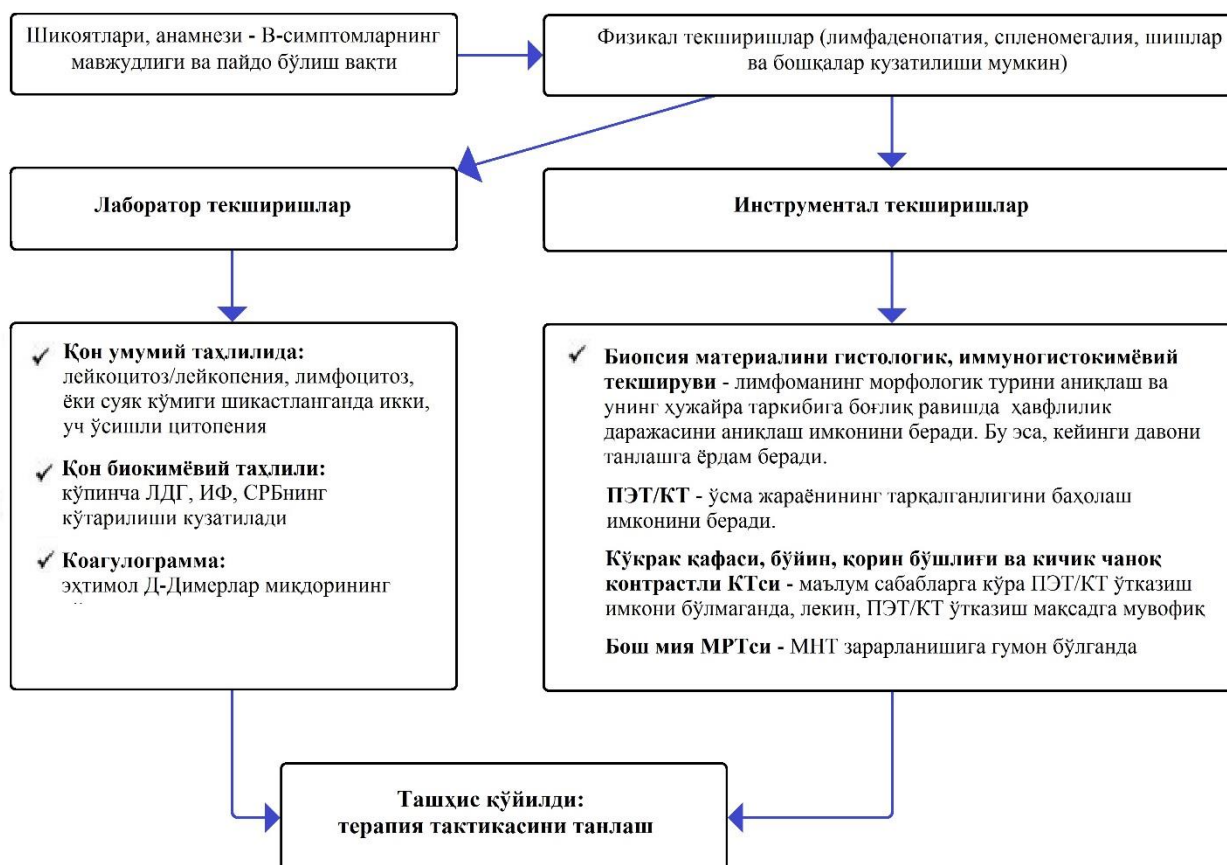 Шикоятлари, анамнези - В-симптомларнинг
мавжудлиги ва пайдо бўлиш вақти
Физикал текширишлар (лимфаденопатия, спленомегалия, шишлар
ва бошқалар кузатилиши мумкин)
Лаборатор текширишлар
Инструментал текширишлар
Қон умумий таҳлилида:
лейкоцитоз/лейкопения, лимфоцитоз,
ёки суяк кўмиги шикастланганда икки,
уч ўсишли цитопения
Қон биокимёвий таҳлили:
кўпинча ЛДГ, ИФ, СРБнинг
кўтарилиши кузатилади
Коагулограмма:
эҳтимол Д-Димерлар миқдорининг
Биопсия материалини гистологик, иммуногистокимёвий
текшируви - лимфоманинг морфологик турини аниқлаш ва
унинг ҳужайра таркибига боғлиқ равишда ҳавфлилик
даражасини аниқлаш имконини беради. Бу эса, кейинги давони
танлашга ёрдам беради.
ПЭТ/КТ - ўсма жараёнининг тарқалганлигини баҳолаш
имконини беради.
Кўкрак қафаси, бўйин, қорин бўшлиғи ва кичик чаноқ
контрастли КТси - маълум сабабларга кўра ПЭТ/КТ ўтказиш
имкони бўлмаганда, лекин, ПЭТ/КТ ўтказиш мақсадга мувофиқ
Бош мия МРТси - МНТ зарарланишига гумон бўлганда
Ташҳис қўйилди:
терапия тактикасини танлаш